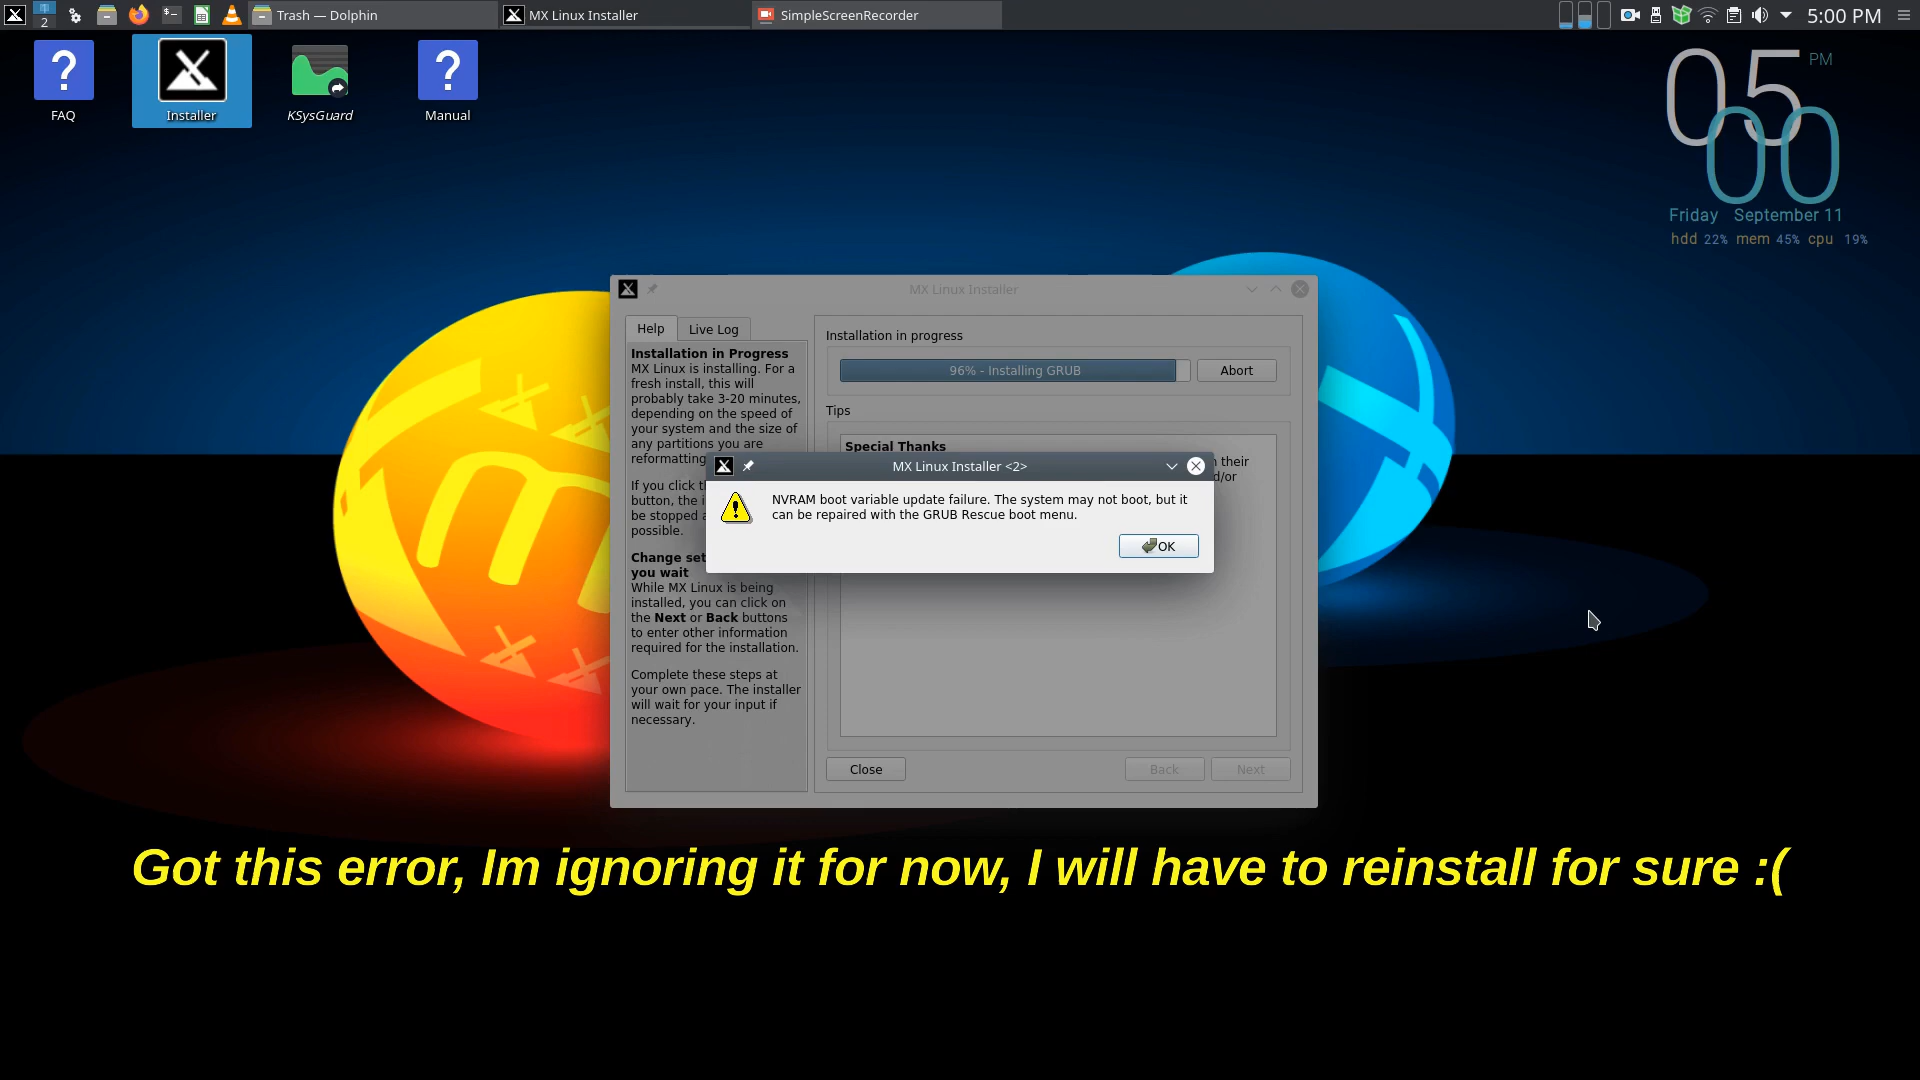 2
Trash — Dolphin
MX Linux Installer
SimpleScreenRecorder
5:00 PM
FAQ
Installer
KSysGuard
Manual
05 PM
00
Friday September 11
hdd 22% mem 45% cpu 19%
MX Linux Installer
Help
Live Log
Installation in Progress
MX Linux is installing. For a
fresh install, this will
probably take 3-20 minutes,
depending on the speed of
your system and the size of
any partitions you are
reformatting
If you click t
button, the i
be stopped a
possible.
Change set
you wait
While MX Linux is being
installed, you can click on
the Next or Back buttons
to enter other information
required for the installation.
Complete these steps at
your own pace. The installer
will wait for your input if
necessary.
Installation in progress
96% - Installing GRUB
Abort
Tips
Special Thanks
n their
d/or
MX Linux Installer <2>
NVRAM boot variable update failure. The system may not boot, but it
can be repaired with the GRUB Rescue boot menu.
OK
Close
Back
Next
Got this error, Im ignoring it for now, I will have to reinstall for sure :(